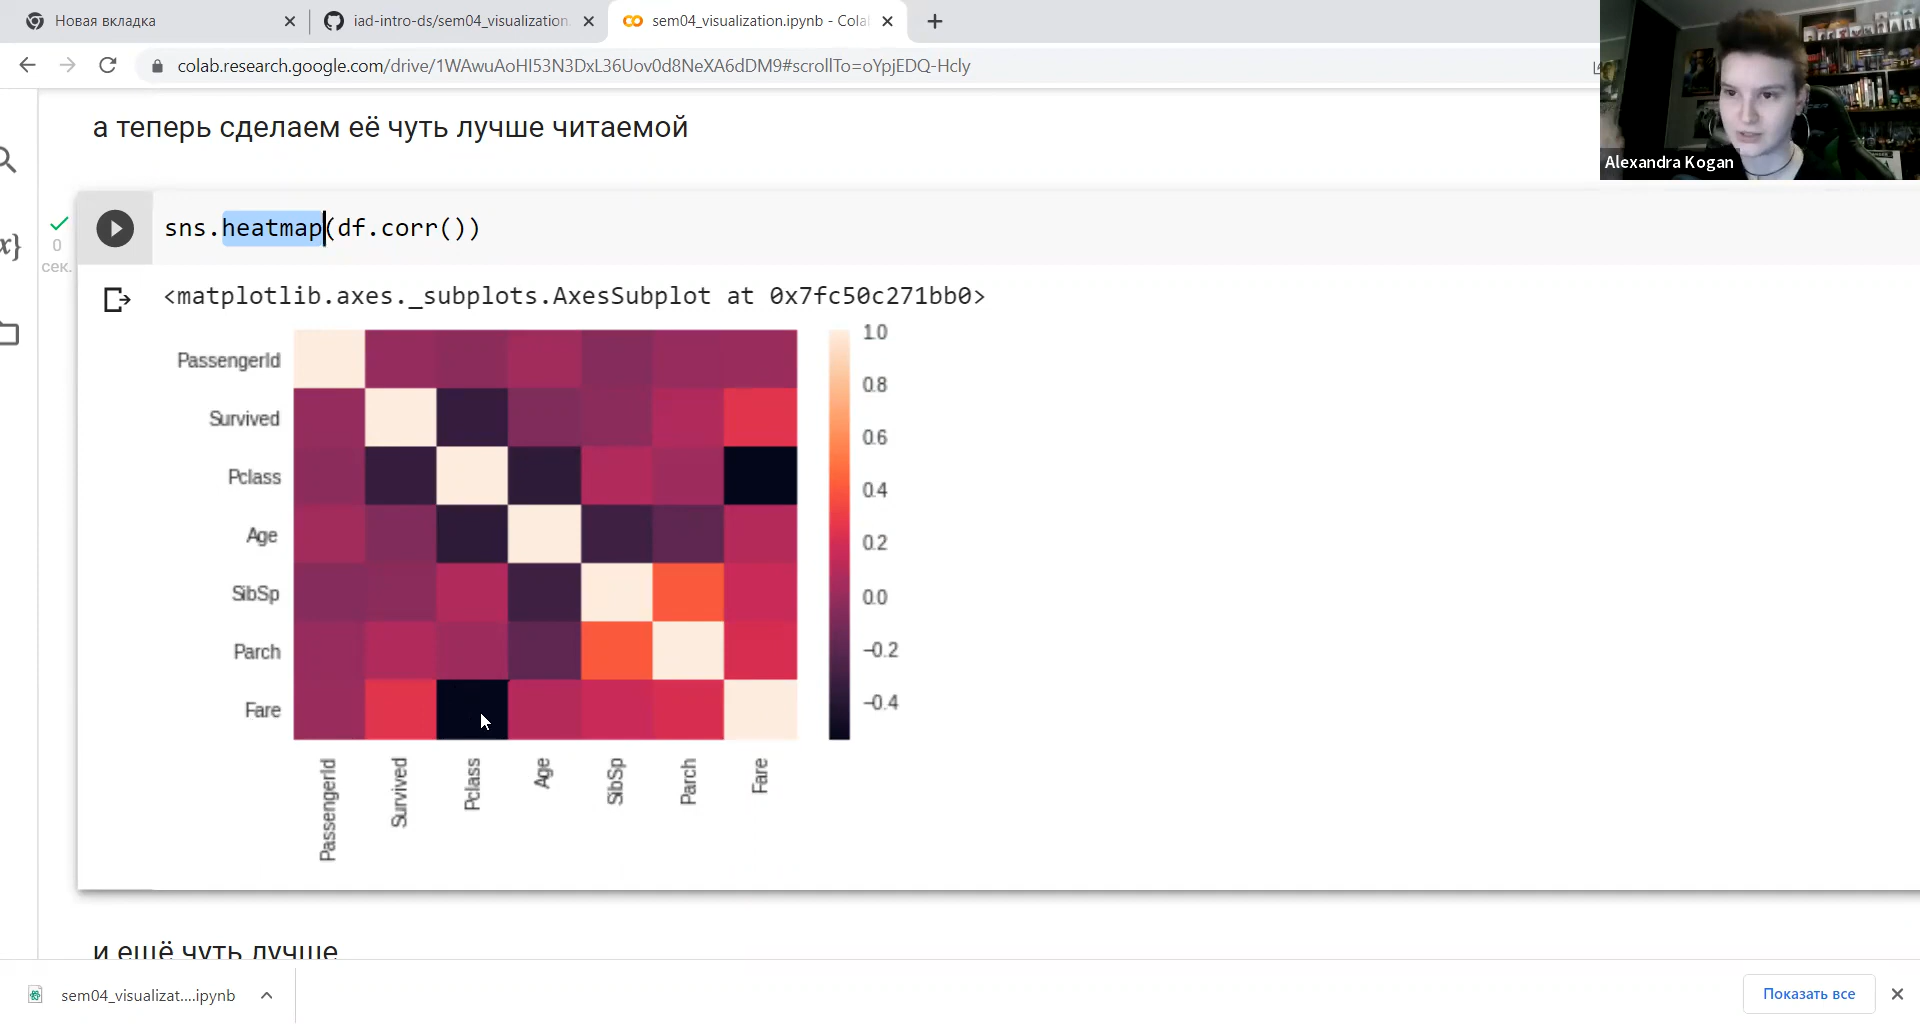 Новая вкладка
iad-intro-ds/sem04_visualization.
sem04_visualization.ipynb - Cola
colab.research.google.com/drive/1WAwuAoHI53N3DxL36Uov0d8NeXA6dDM9#scrollTo=oYpjEDQ-Hcly
Alexandra Kogan
а теперь сделаем её чуть лучше читаемой
{x}
0
сек.
sns.heatmap(df.corr())
<matplotlib.axes._subplots.AxesSubplot at 0x7fc50c271bb0>
PassengerId
Survived
Pclass
Age
SibSp
Parch
Fare
1.0
0.8
0.6
0.4
0.2
0.0
−0.2
−0.4
PassengerId
Survived
Pclass
Age
SibSp
Parch
Fare
и ещё чуть лучше
sem04_visualizat....ipynb
Показать все